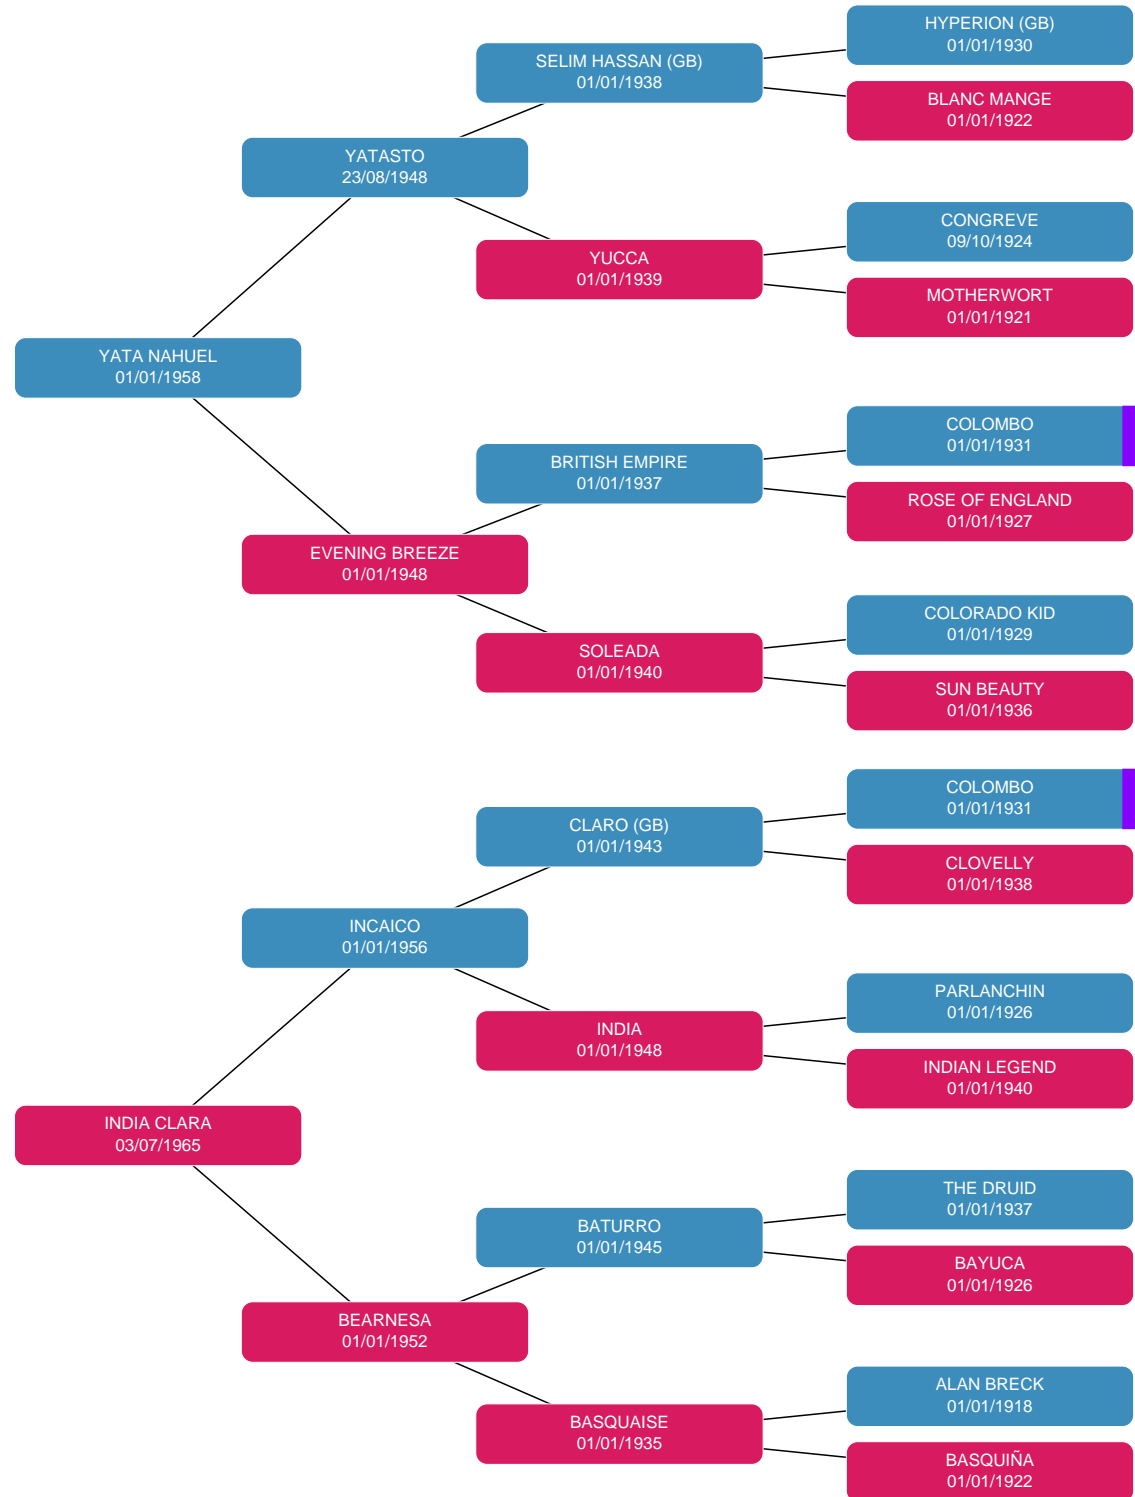 HYPERION (GB)
01/01/1930
SELIM HASSAN (GB)
01/01/1938
BLANC MANGE
01/01/1922
YATASTO
23/08/1948
CONGREVE
09/10/1924
YUCCA
01/01/1939
MOTHERWORT
01/01/1921
YATA NAHUEL
01/01/1958
COLOMBO
01/01/1931
BRITISH EMPIRE
01/01/1937
ROSE OF ENGLAND
01/01/1927
EVENING BREEZE
01/01/1948
COLORADO KID
01/01/1929
SOLEADA
01/01/1940
SUN BEAUTY
01/01/1936
COLOMBO
01/01/1931
CLARO (GB)
01/01/1943
CLOVELLY
01/01/1938
INCAICO
01/01/1956
PARLANCHIN
01/01/1926
INDIA
01/01/1948
INDIAN LEGEND
01/01/1940
INDIA CLARA
03/07/1965
THE DRUID
01/01/1937
BATURRO
01/01/1945
BAYUCA
01/01/1926
BEARNESA
01/01/1952
ALAN BRECK
01/01/1918
BASQUAISE
01/01/1935
BASQUIÑA
01/01/1922